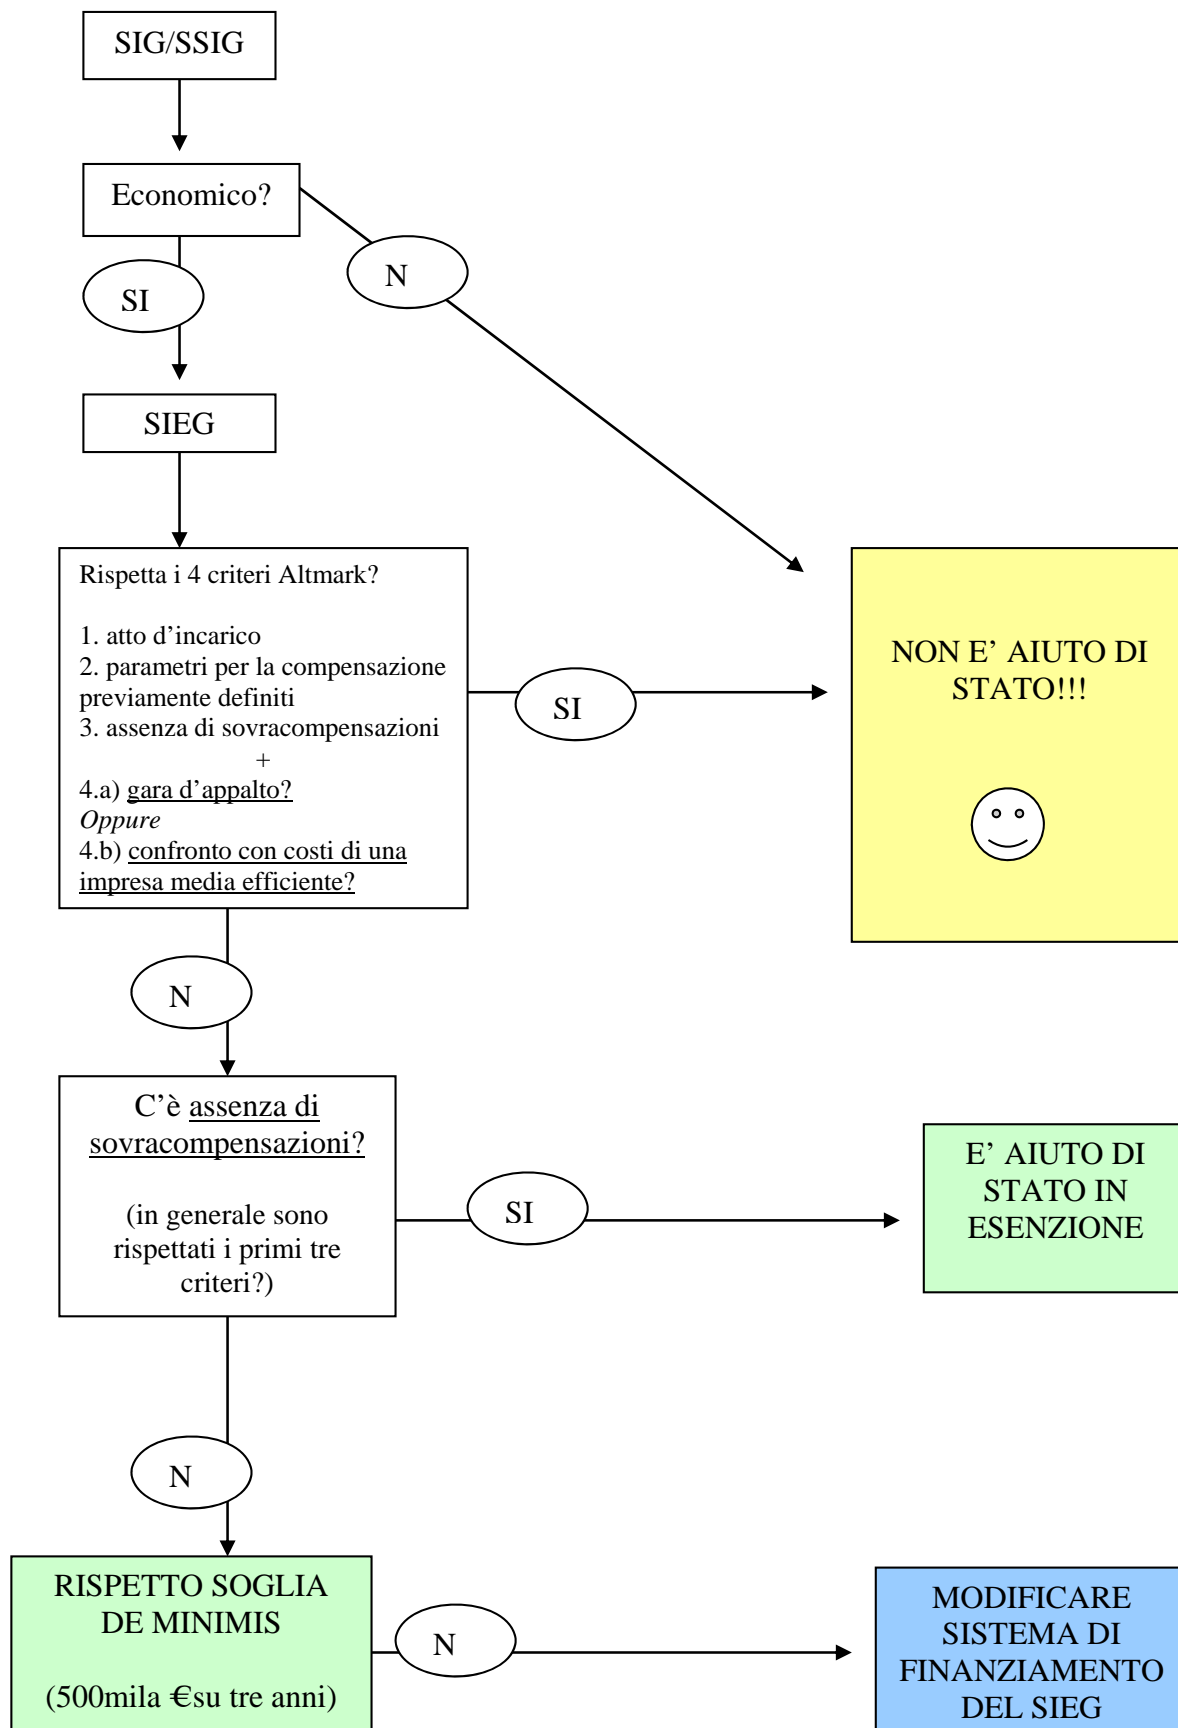 SIG/SSIG
Economico?
N
SI
SIEG
Rispetta i 4 criteri Altmark?
1. atto d’incarico
2. parametri per la compensazione
previamente definiti
3. assenza di sovracompensazioni
+
4.a) gara d’appalto?
Oppure
4.b) confronto con costi di una
impresa media efficiente?
SI
NON E’ AIUTO DI
STATO!!!
N
C’è assenza di
sovracompensazioni?
(in generale sono
rispettati i primi tre
criteri?)
SI
E’ AIUTO DI
STATO IN
ESENZIONE
N
RISPETTO SOGLIA
DE MINIMIS
(500mila €su tre anni)
N
MODIFICARE
SISTEMA DI
FINANZIAMENTO
DEL SIEG